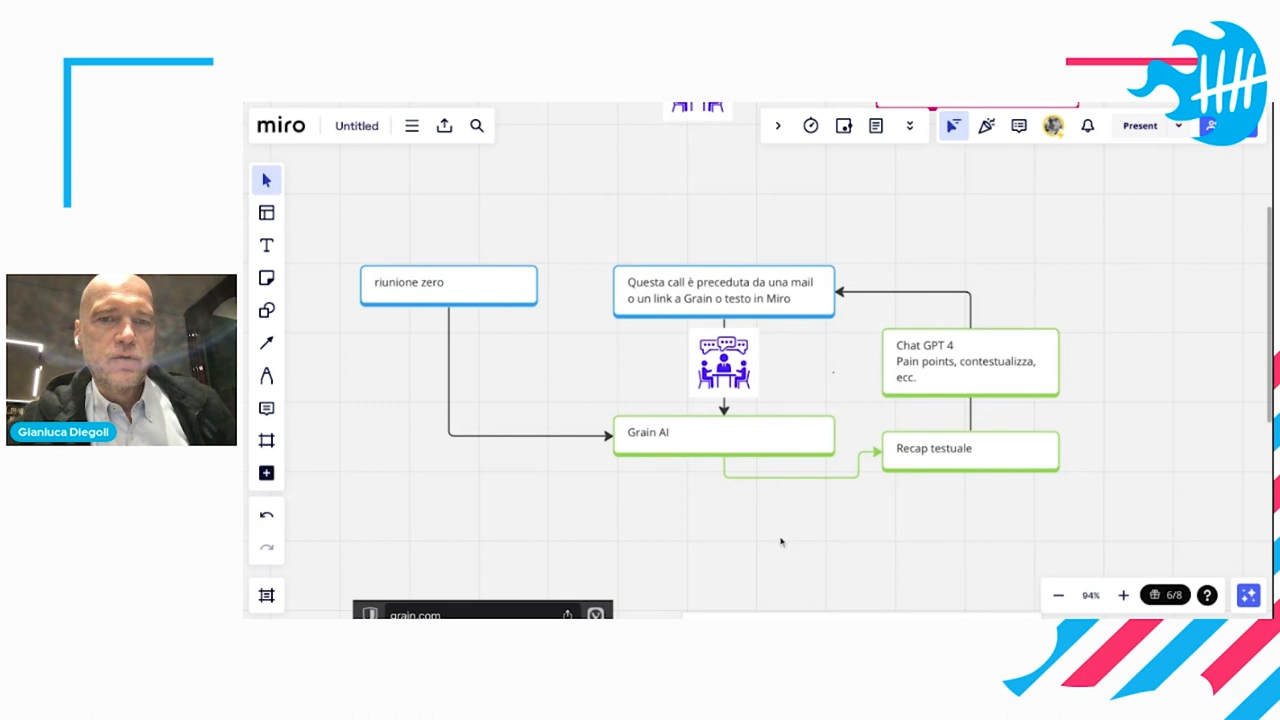 miro
Untitled
Present
riunione zero
Questa call è preceduta da una mail
o un link a Grain o testo in Miro
Chat GPT 4
Pain points, contestualizza,
ecc.
Grain AI
Recap testuale
Gianluca Diegoli
94%
6/8
grain.com